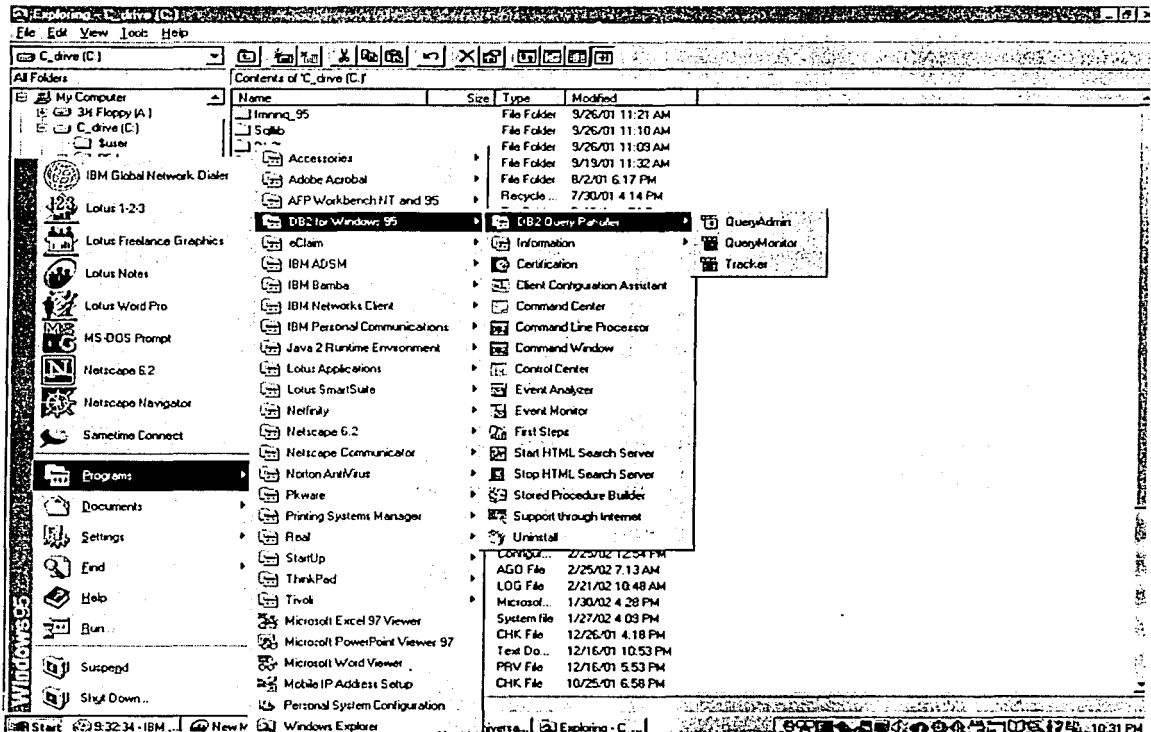 Exploring - C_drive (C:)
File Edit View Tools Help
C_drive (C:)
All Folders
Contents of 'C_drive (C:)'
My Computer
3½ Floppy (A:)
C_drive (C:)
$user
Name Size Type Modified
Imnnq_95 File Folder 9/26/01 11:21 AM
Sqllib File Folder 9/26/01 11:10 AM
File Folder 9/26/01 11:09 AM
File Folder 9/19/01 11:32 AM
File Folder 8/2/01 6:17 PM
Recycle... 7/30/01 4:14 PM
IBM Global Network Dialer
Lotus 1-2-3
Lotus Freelance Graphics
Lotus Notes
Lotus Word Pro
MS-DOS Prompt
Netscape 6.2
Netscape Navigator
Sametime Connect
Programs
Documents
Settings
Find
Help
Run...
Suspend
Shut Down...
Windows95
Accessories
Adobe Acrobat
AFP Workbench NT and 95
DB2 for Windows 95
eClaim
IBM ADSM
IBM Bamba
IBM Networks Client
IBM Personal Communications
Java 2 Runtime Environment
Lotus Applications
Lotus SmartSuite
Netfinity
Netscape 6.2
Netscape Communicator
Norton AntiVirus
Pkware
Printing Systems Manager
Real
StartUp
ThinkPad
Tivoli
Microsoft Excel 97 Viewer
Microsoft PowerPoint Viewer 97
Microsoft Word Viewer
Mobile IP Address Setup
Personal System Configuration
Windows Explorer
DB2 Query Patroller
Information
Certification
Client Configuration Assistant
Command Center
Command Line Processor
Command Window
Control Center
Event Analyzer
Event Monitor
First Steps
Start HTML Search Server
Stop HTML Search Server
Stored Procedure Builder
Support through Internet
Uninstall
QueryAdmin
QueryMonitor
Tracker
Configur... 2/25/02 12:54 PM
AGO File 2/25/02 7:13 AM
LOG File 2/21/02 10:48 AM
Microsof... 1/30/02 4:28 PM
System file 1/27/02 4:09 PM
CHK File 12/26/01 4:18 PM
Text Do... 12/16/01 10:53 PM
PRV File 12/16/01 5:53 PM
CHK File 10/25/01 6:58 PM
Start 9:32:34 - IBM ... New M iversa... Exploring - C ... 10:31 PM